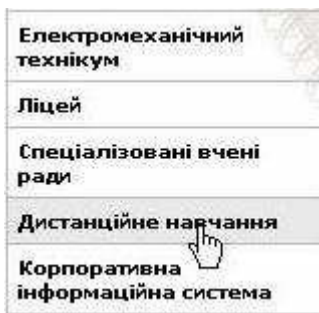 Електромеханічний
технікум
Ліцей
Спеціалізовані вчені
ради
Дистанційне навчання
Корпоративна
інформаційна система